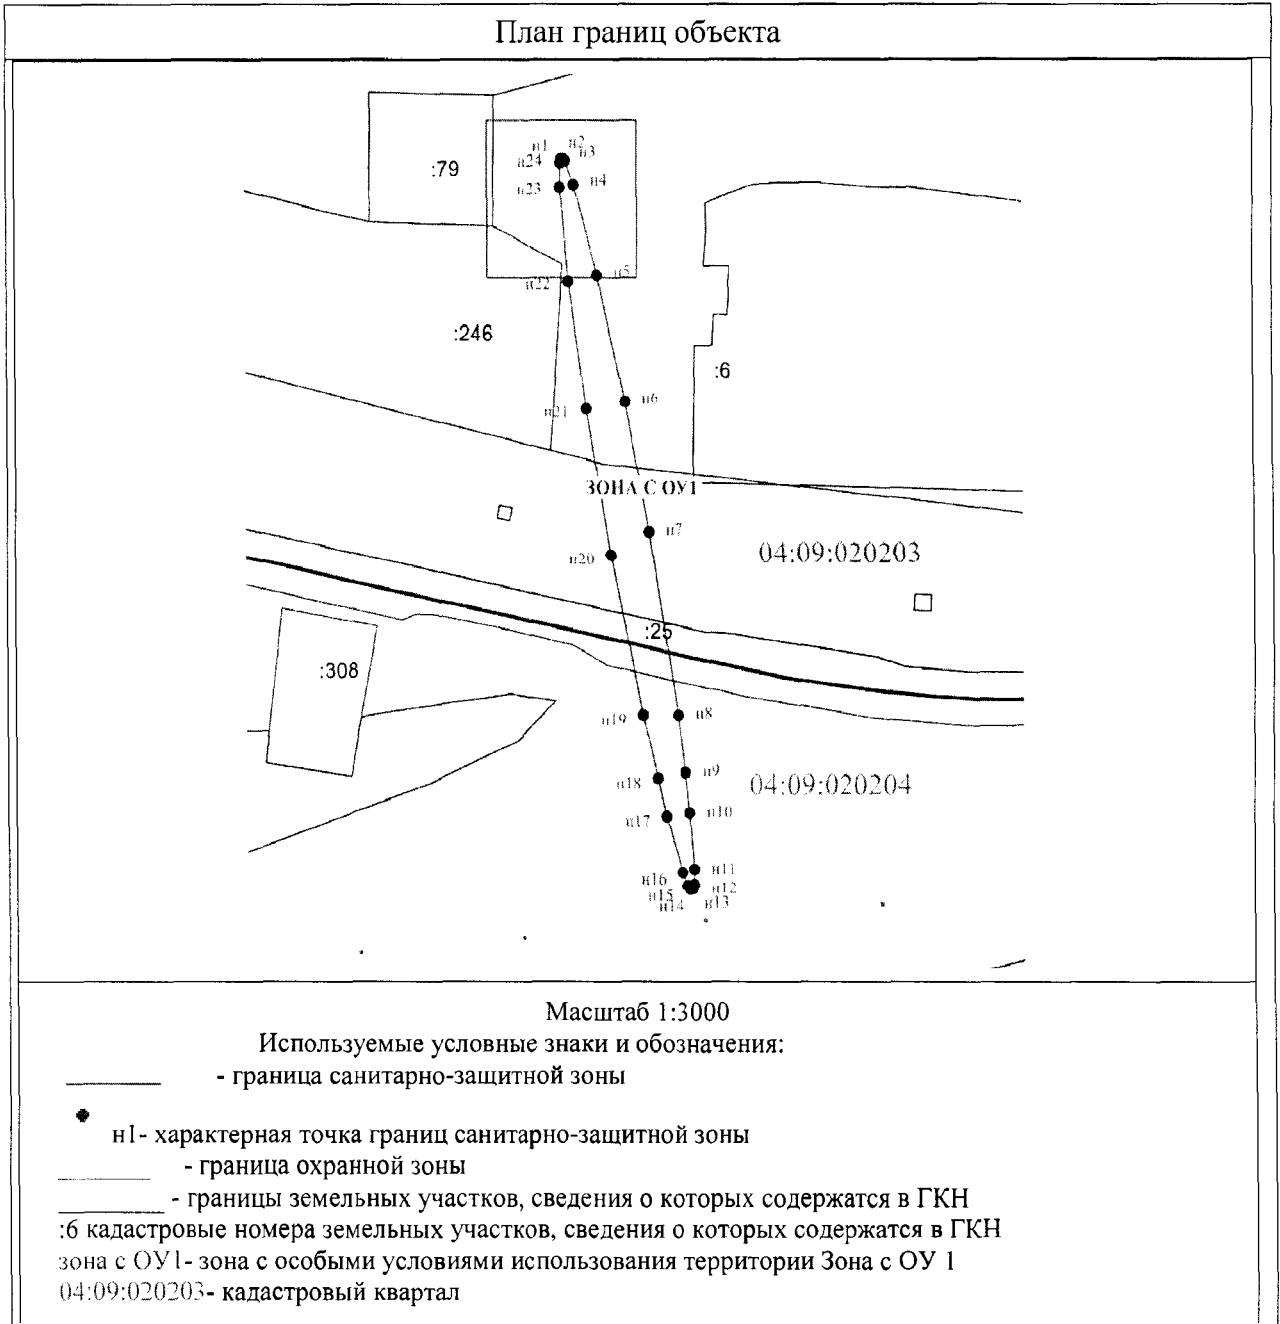 План границ объекта
н1 н2
н24 н3
:79
н23 н4
н22 н5
:246
:6
н21 н6
ЗОНА С ОУ1
н7
н20
04:09:020203
:25
:308
н19 н8
н18 н9
04:09:020204
н17 н10
н16 н11
н15 н12
н14 н13
Масштаб 1:3000
Используемые условные знаки и обозначения:
- граница санитарно-защитной зоны
н1- характерная точка границ санитарно-защитной зоны
- граница охранной зоны
- границы земельных участков, сведения о которых содержатся в ГКН
:6 кадастровые номера земельных участков, сведения о которых содержатся в ГКН
зона с ОУ1- зона с особыми условиями использования территории Зона с ОУ 1
04:09:020203- кадастровый квартал